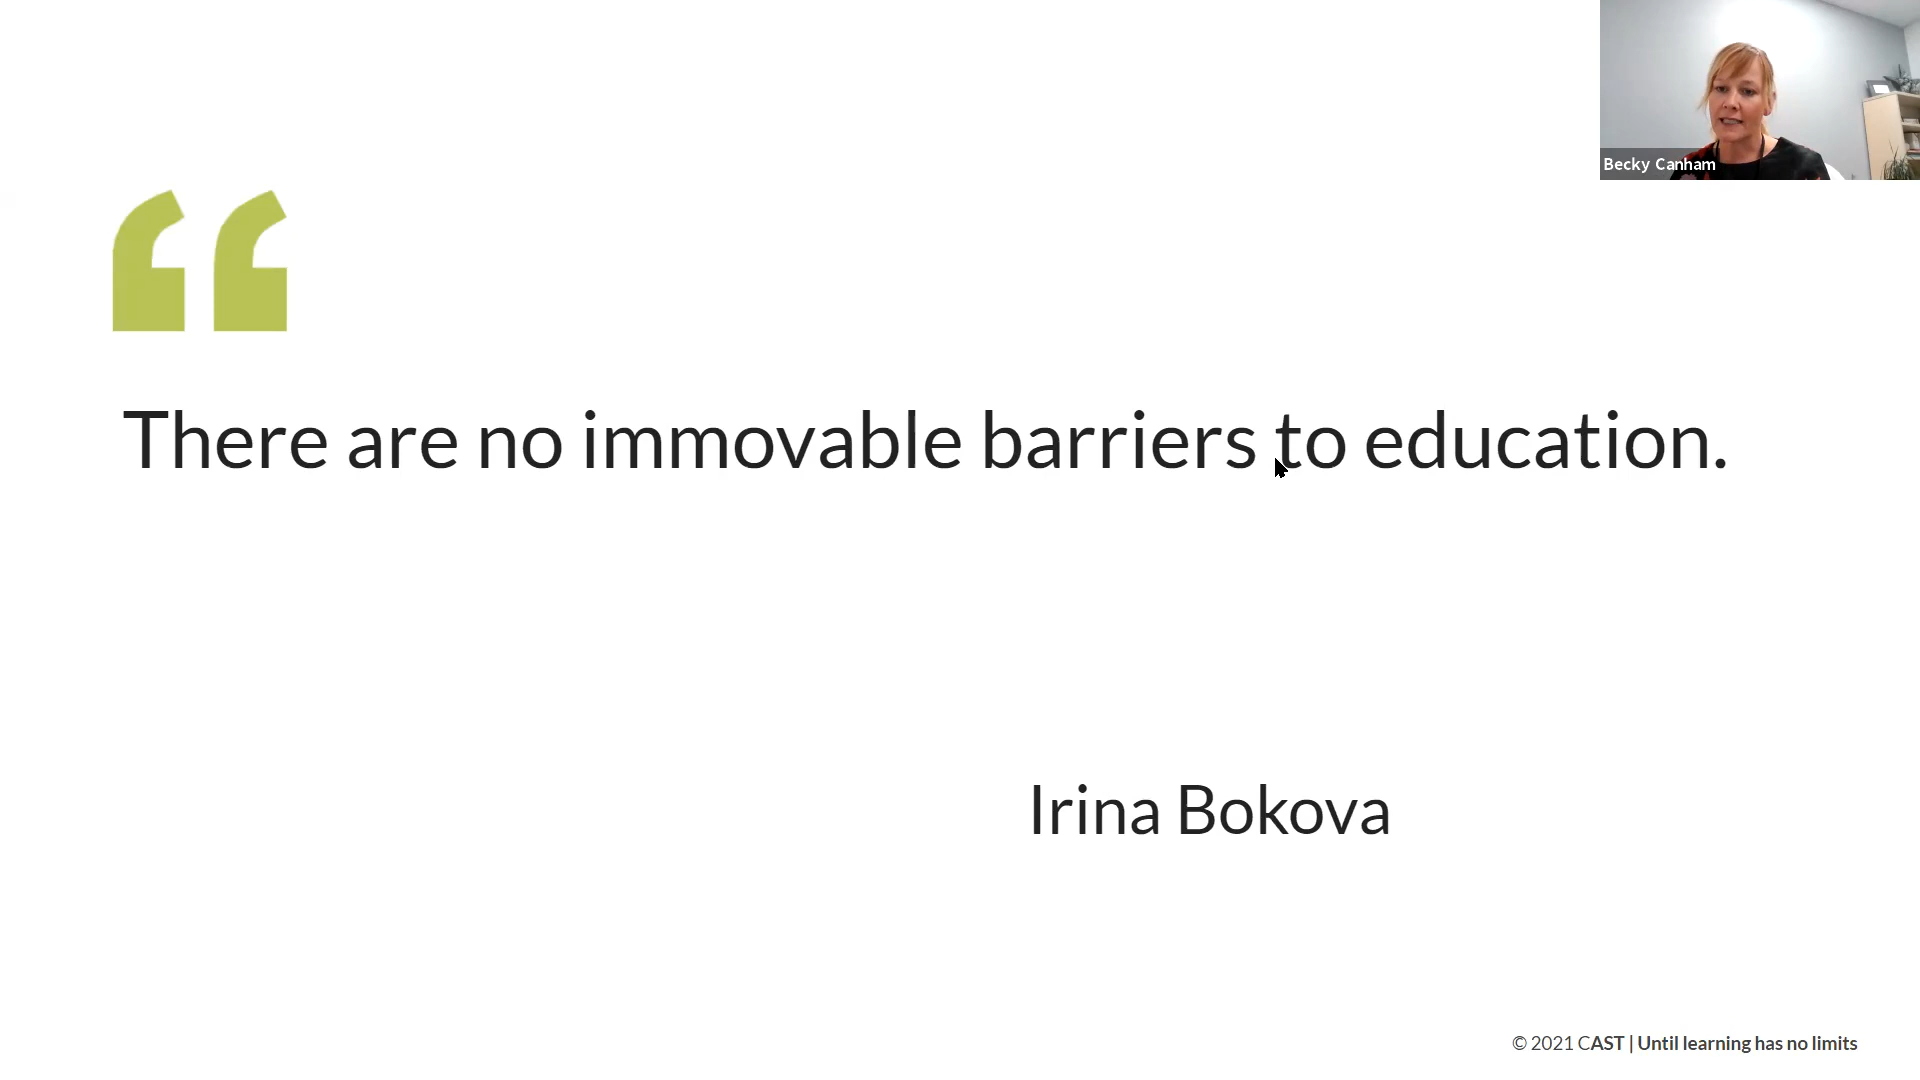 Becky Canham
“
There are no immovable barriers to education.
Irina Bokova
© 2021 CAST | Until learning has no limits